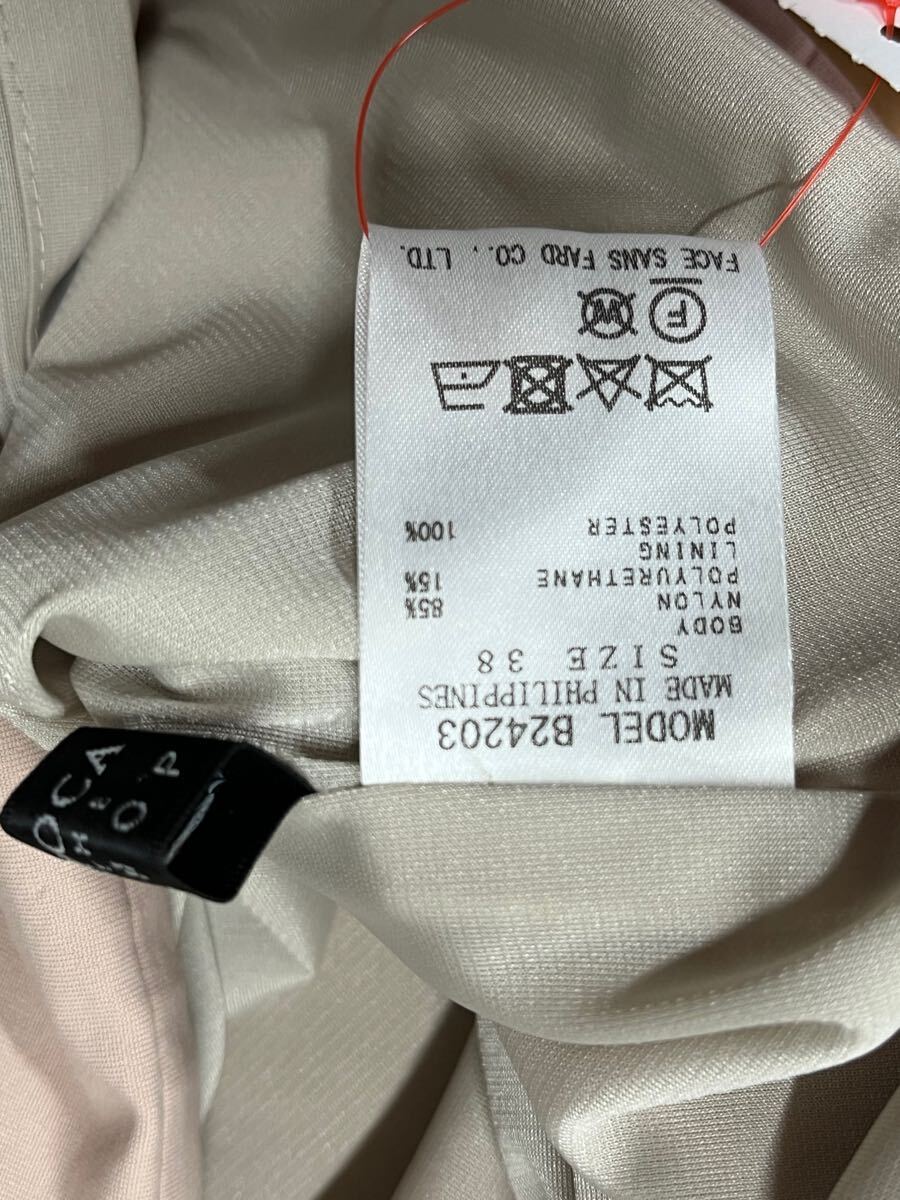 MODEL B24203
MADE IN PHILIPPINES
SIZE 38
BODY
NYLON 85%
POLYURETHANE 15%
LINING
POLYESTER 100%
F
W
FACE SANS FARD CO., LTD.